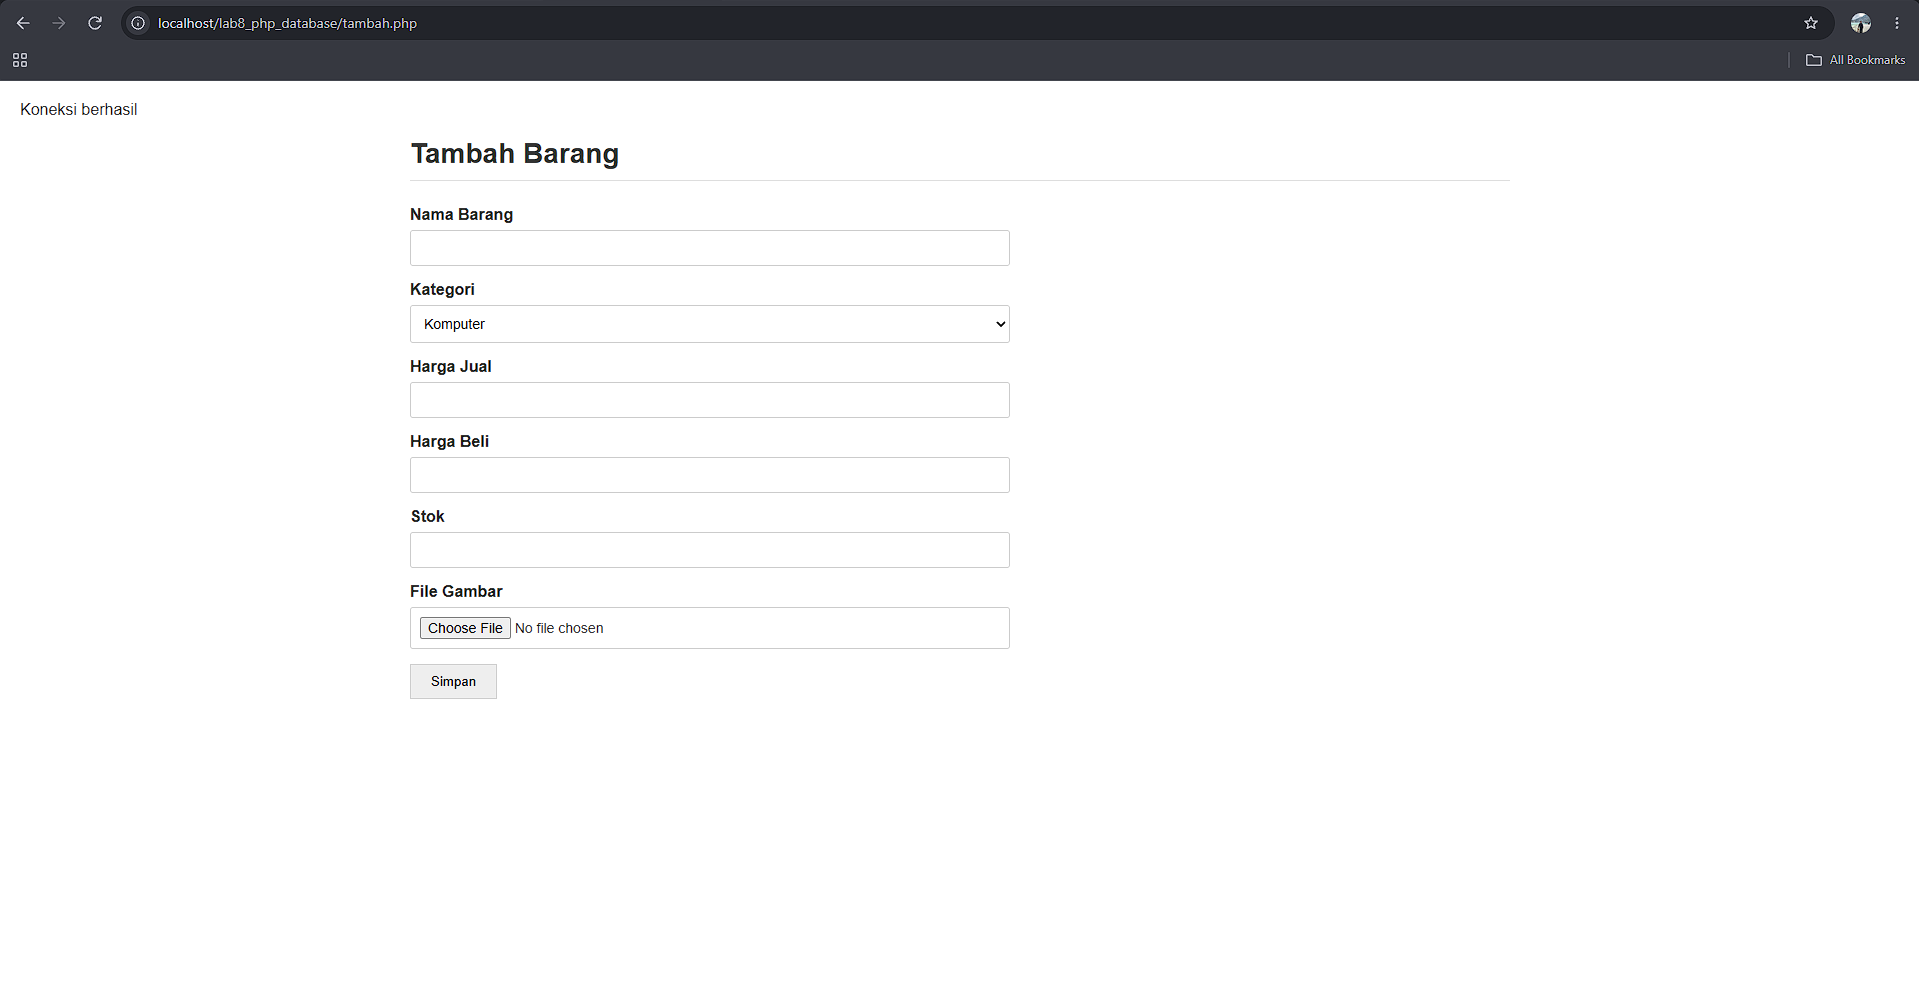 localhost/lab8_php_database/tambah.php
All Bookmarks
Koneksi berhasil
Tambah Barang
Nama Barang
Kategori
Komputer
Harga Jual
Harga Beli
Stok
File Gambar
Choose File No file chosen
Simpan